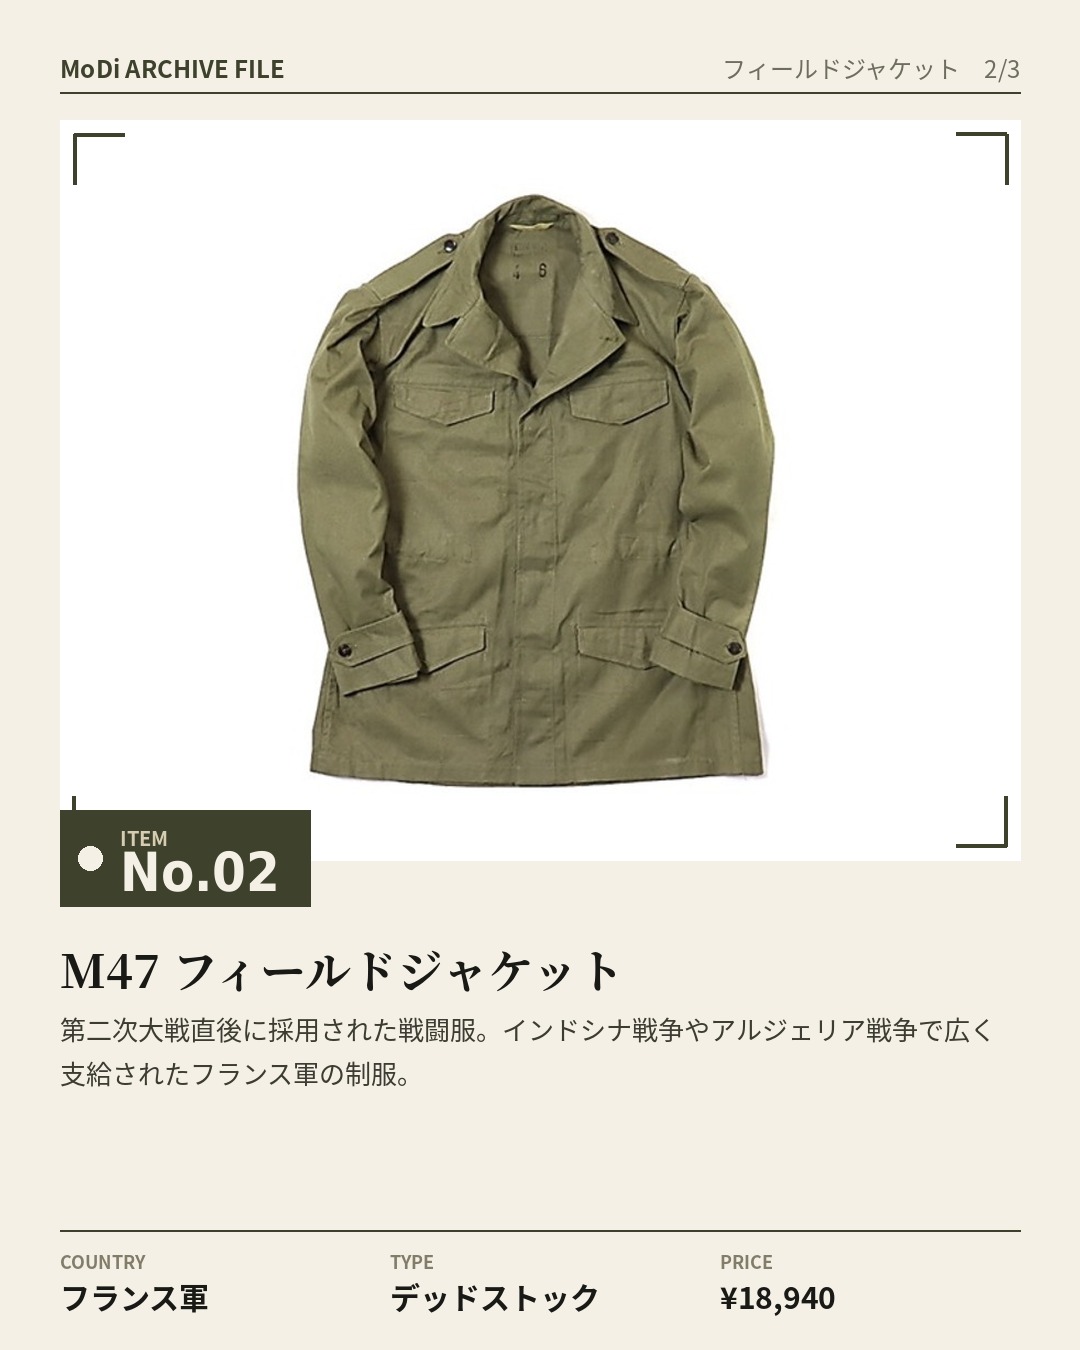 MoDi ARCHIVE FILE
フィールドジャケット 2/3
6
ITEM
No.02
M47 フィールドジャケット
第二次大戦直後に採用された戦闘服。インドシナ戦争やアルジェリア戦争で広く
支給されたフランス軍の制服。
COUNTRY
TYPE
PRICE
フランス軍
デッドストック
¥18,940